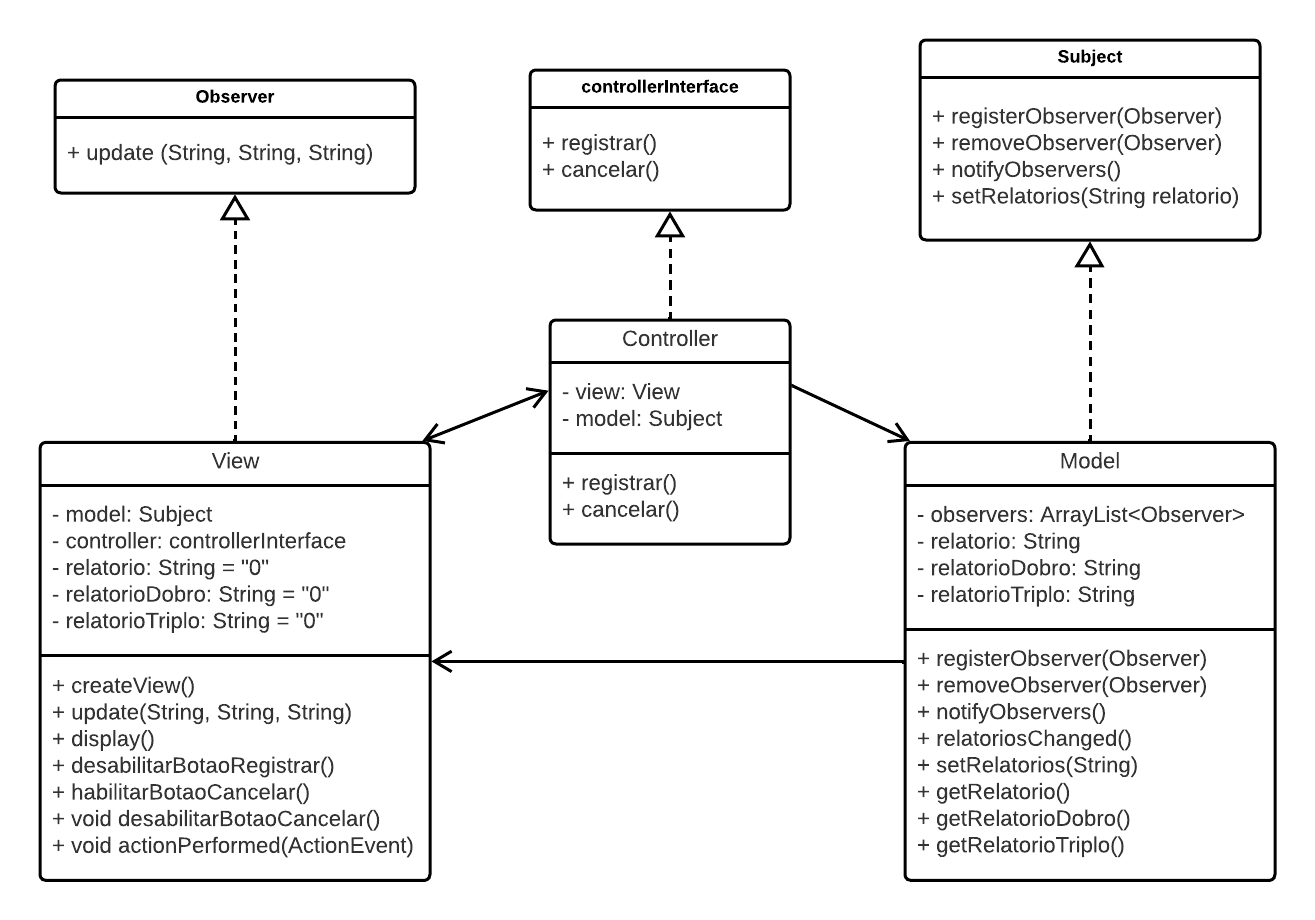 Observer
+ update (String, String, String)
controllerInterface
+ registrar()
+ cancelar()
Subject
+ registerObserver(Observer)
+ removeObserver(Observer)
+ notifyObservers()
+ setRelatorios(String relatorio)
Controller
- view: View
- model: Subject
+ registrar()
+ cancelar()
View
- model: Subject
- controller: controllerInterface
- relatorio: String = "0"
- relatorioDobro: String = "0"
- relatorioTriplo: String = "0"
+ createView()
+ update(String, String, String)
+ display()
+ desabilitarBotaoRegistrar()
+ habilitarBotaoCancelar()
+ void desabilitarBotaoCancelar()
+ void actionPerformed(ActionEvent)
Model
- observers: ArrayList<Observer>
- relatorio: String
- relatorioDobro: String
- relatorioTriplo: String
+ registerObserver(Observer)
+ removeObserver(Observer)
+ notifyObservers()
+ relatoriosChanged()
+ setRelatorios(String)
+ getRelatorio()
+ getRelatorioDobro()
+ getRelatorioTriplo()